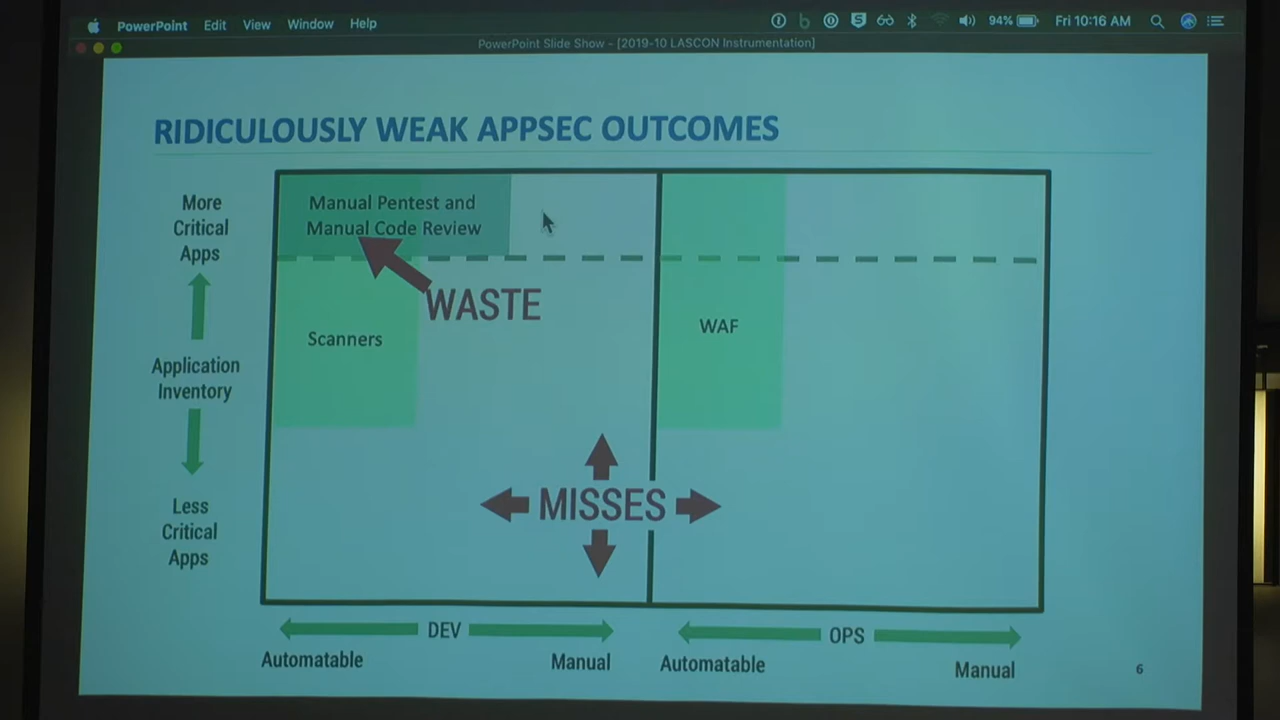 PowerPoint Edit View Window Help 94% Fri 10:16 AM
PowerPoint Slide Show - [2019-10 LASCON Instrumentation]
RIDICULOUSLY WEAK APPSEC OUTCOMES
More
Critical
Apps
Application
Inventory
Less
Critical
Apps
Manual Pentest and
Manual Code Review
WASTE
Scanners
WAF
MISSES
DEV
Automatable
Manual
OPS
Automatable
Manual
6